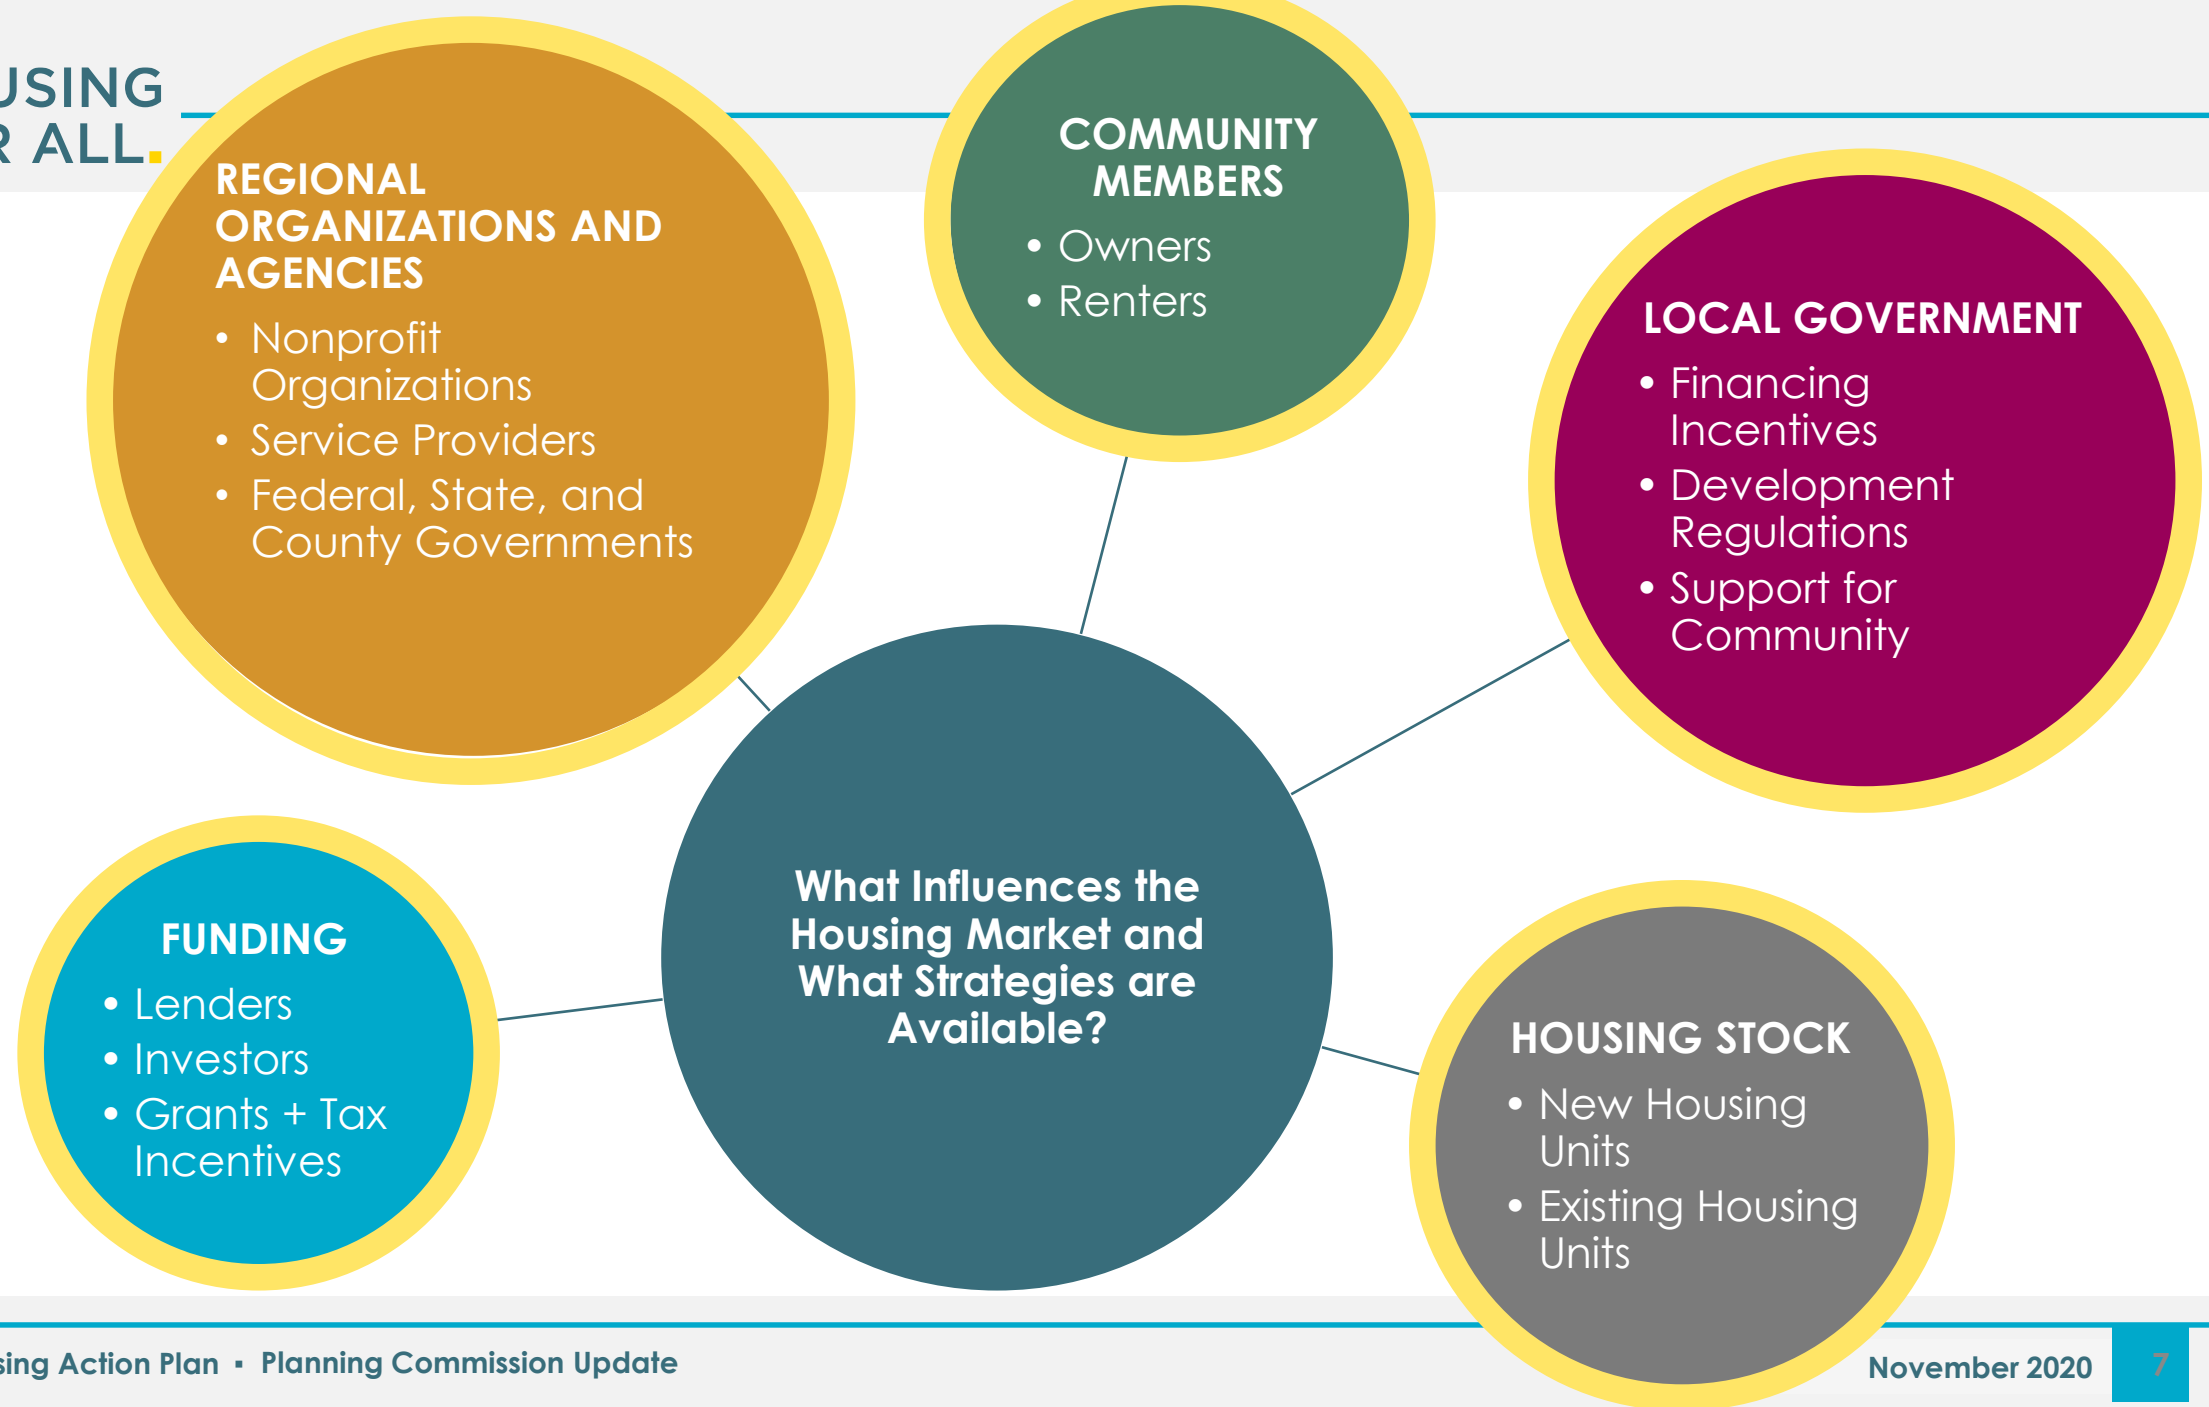 USING
R ALL.
REGIONAL
ORGANIZATIONS AND
AGENCIES
• Nonprofit
Organizations
• Service Providers
• Federal, State, and
County Governments
COMMUNITY
MEMBERS
• Owners
• Renters
LOCAL GOVERNMENT
• Financing
Incentives
• Development
Regulations
• Support for
Community
What Influences the
Housing Market and
What Strategies are
Available?
FUNDING
• Lenders
• Investors
• Grants + Tax
Incentives
HOUSING STOCK
• New Housing
Units
• Existing Housing
Units
sing Action Plan ▪ Planning Commission Update
November 2020
7